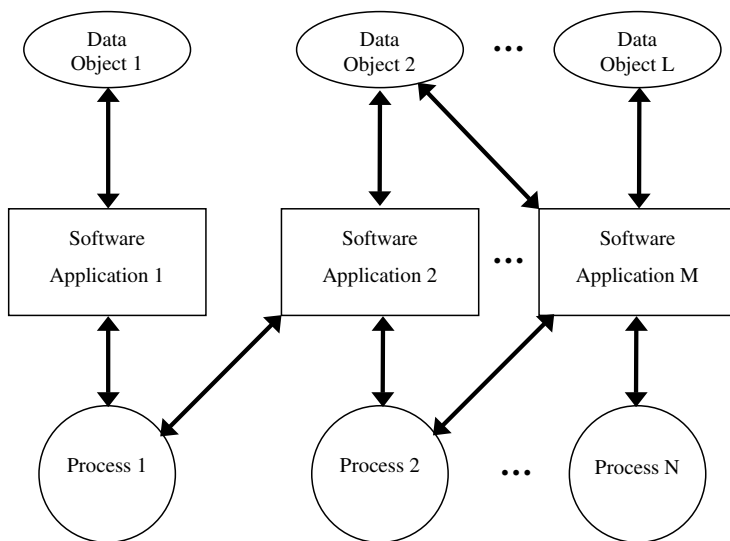 Data
Object 1
Data
Object 2
...
Data
Object L
Software
Application 1
Software
Application 2
...
Software
Application M
Process 1
Process 2
...
Process N